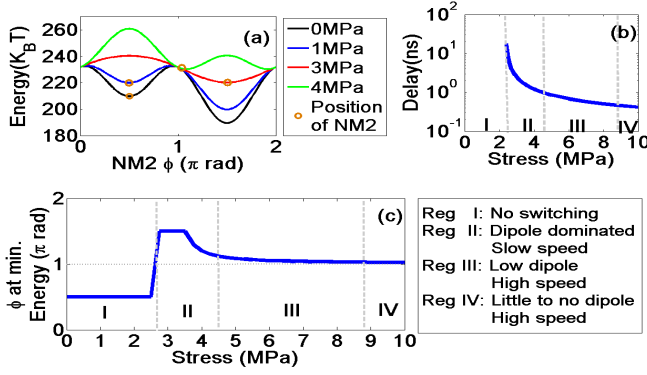 Energy(K_BT)
260
240
220
200
180
0
1
2
NM2 ϕ (π rad)
(a)
0MPa
1MPa
3MPa
4MPa
Position
of NM2
Delay(ns)
10^2
10^1
10^0
10^-1
(b)
I II III IV
0 2 4 6 8 10
Stress (MPa)
ϕ at min.
Energy (π rad)
2
1
0
(c)
I II III IV
0 1 2 3 4 5 6 7 8 9 10
Stress (MPa)
Reg I: No switching
Reg II: Dipole dominated
Slow speed
Reg III: Low dipole
High speed
Reg IV: Little to no dipole
High speed